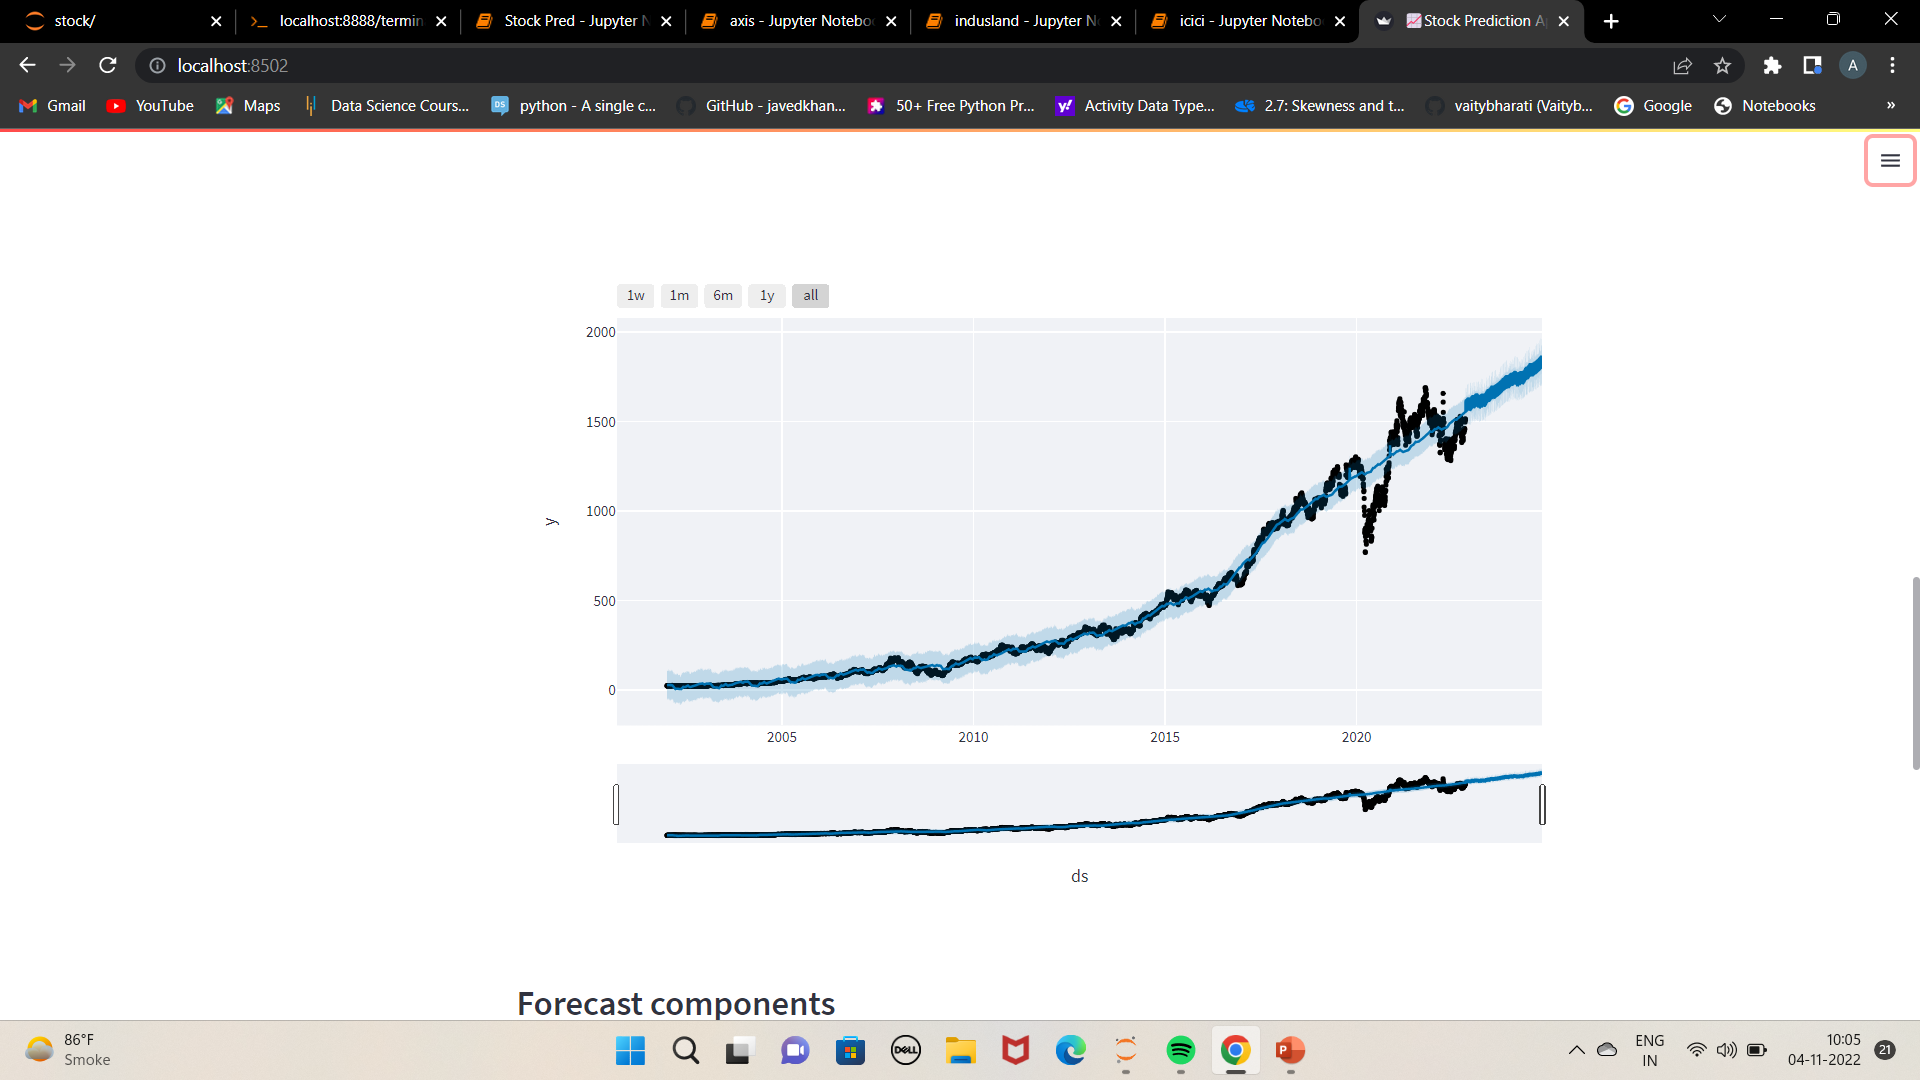 stock/
localhost:8888/termin
Stock Pred - Jupyter N
axis - Jupyter Noteboo
indusland - Jupyter N
icici - Jupyter Notebo
Stock Prediction A
localhost:8502
A
Gmail
YouTube
Maps
Data Science Cours...
DS
python - A single c...
GitHub - javedkhan...
50+ Free Python Pr...
y!
Activity Data Type...
2.7: Skewness and t...
vaitybharati (Vaityb...
Google
Notebooks
»
1w
1m
6m
1y
all
2000
1500
1000
500
0
y
2005
2010
2015
2020
ds
Forecast components
86°F
Smoke
DELL
P
ENG
IN
10:05
04-11-2022
21